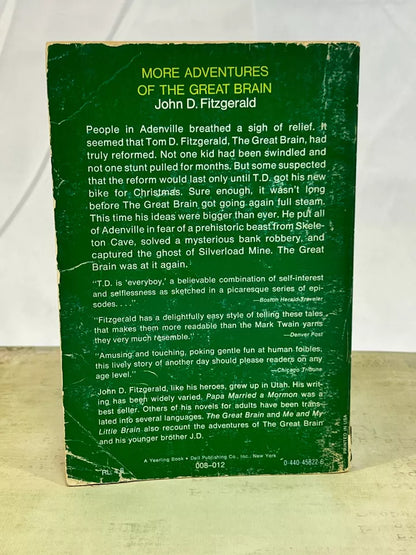 MORE ADVENTURES
OF THE GREAT BRAIN
John D. Fitzgerald
People in Adenville breathed a sigh of relief. It
seemed that Tom D. Fitzgerald, The Great Brain, had
truly reformed. Not one kid had been swindled and
not one stunt pulled for months. But some suspected
that the reform would last only until T.D. got his new
bike for Christmas. Sure enough, it wasn't long
before The Great Brain got going again full steam.
This time his ideas were bigger than ever. He put all
of Adenville in fear of a prehistoric beast from Skele-
ton Cave, solved a mysterious bank robbery, and
captured the ghost of Silverload Mine. The Great
Brain was at it again.
"T.D. is 'everyboy,' a believable combination of self-interest
and selflessness as sketched in a picaresque series of epi-
sodes. . . ."
—Boston Herald-Traveler
"Fitzgerald has a delightfully easy style of telling these tales
that makes them more readable than the Mark Twain yarns
they very much resemble."
—Denver Post
"Amusing and touching, poking gentle fun at human foibles,
this lively story of another day should please readers on any
age level."
—Chicago Tribune
John D. Fitzgerald, like his heroes, grew up in Utah. His writ-
ing has been widely varied. Papa Married a Mormon was a
best seller. Others of his novels for adults have been trans-
lated into several languages. The Great Brain and Me and My
Little Brain also recount the adventures of The Great Brain
and his younger brother J.D.
A Yearling Book • Dell Publishing Co., Inc., New York
008-012
0-440-45822-6
PRINTED IN USA